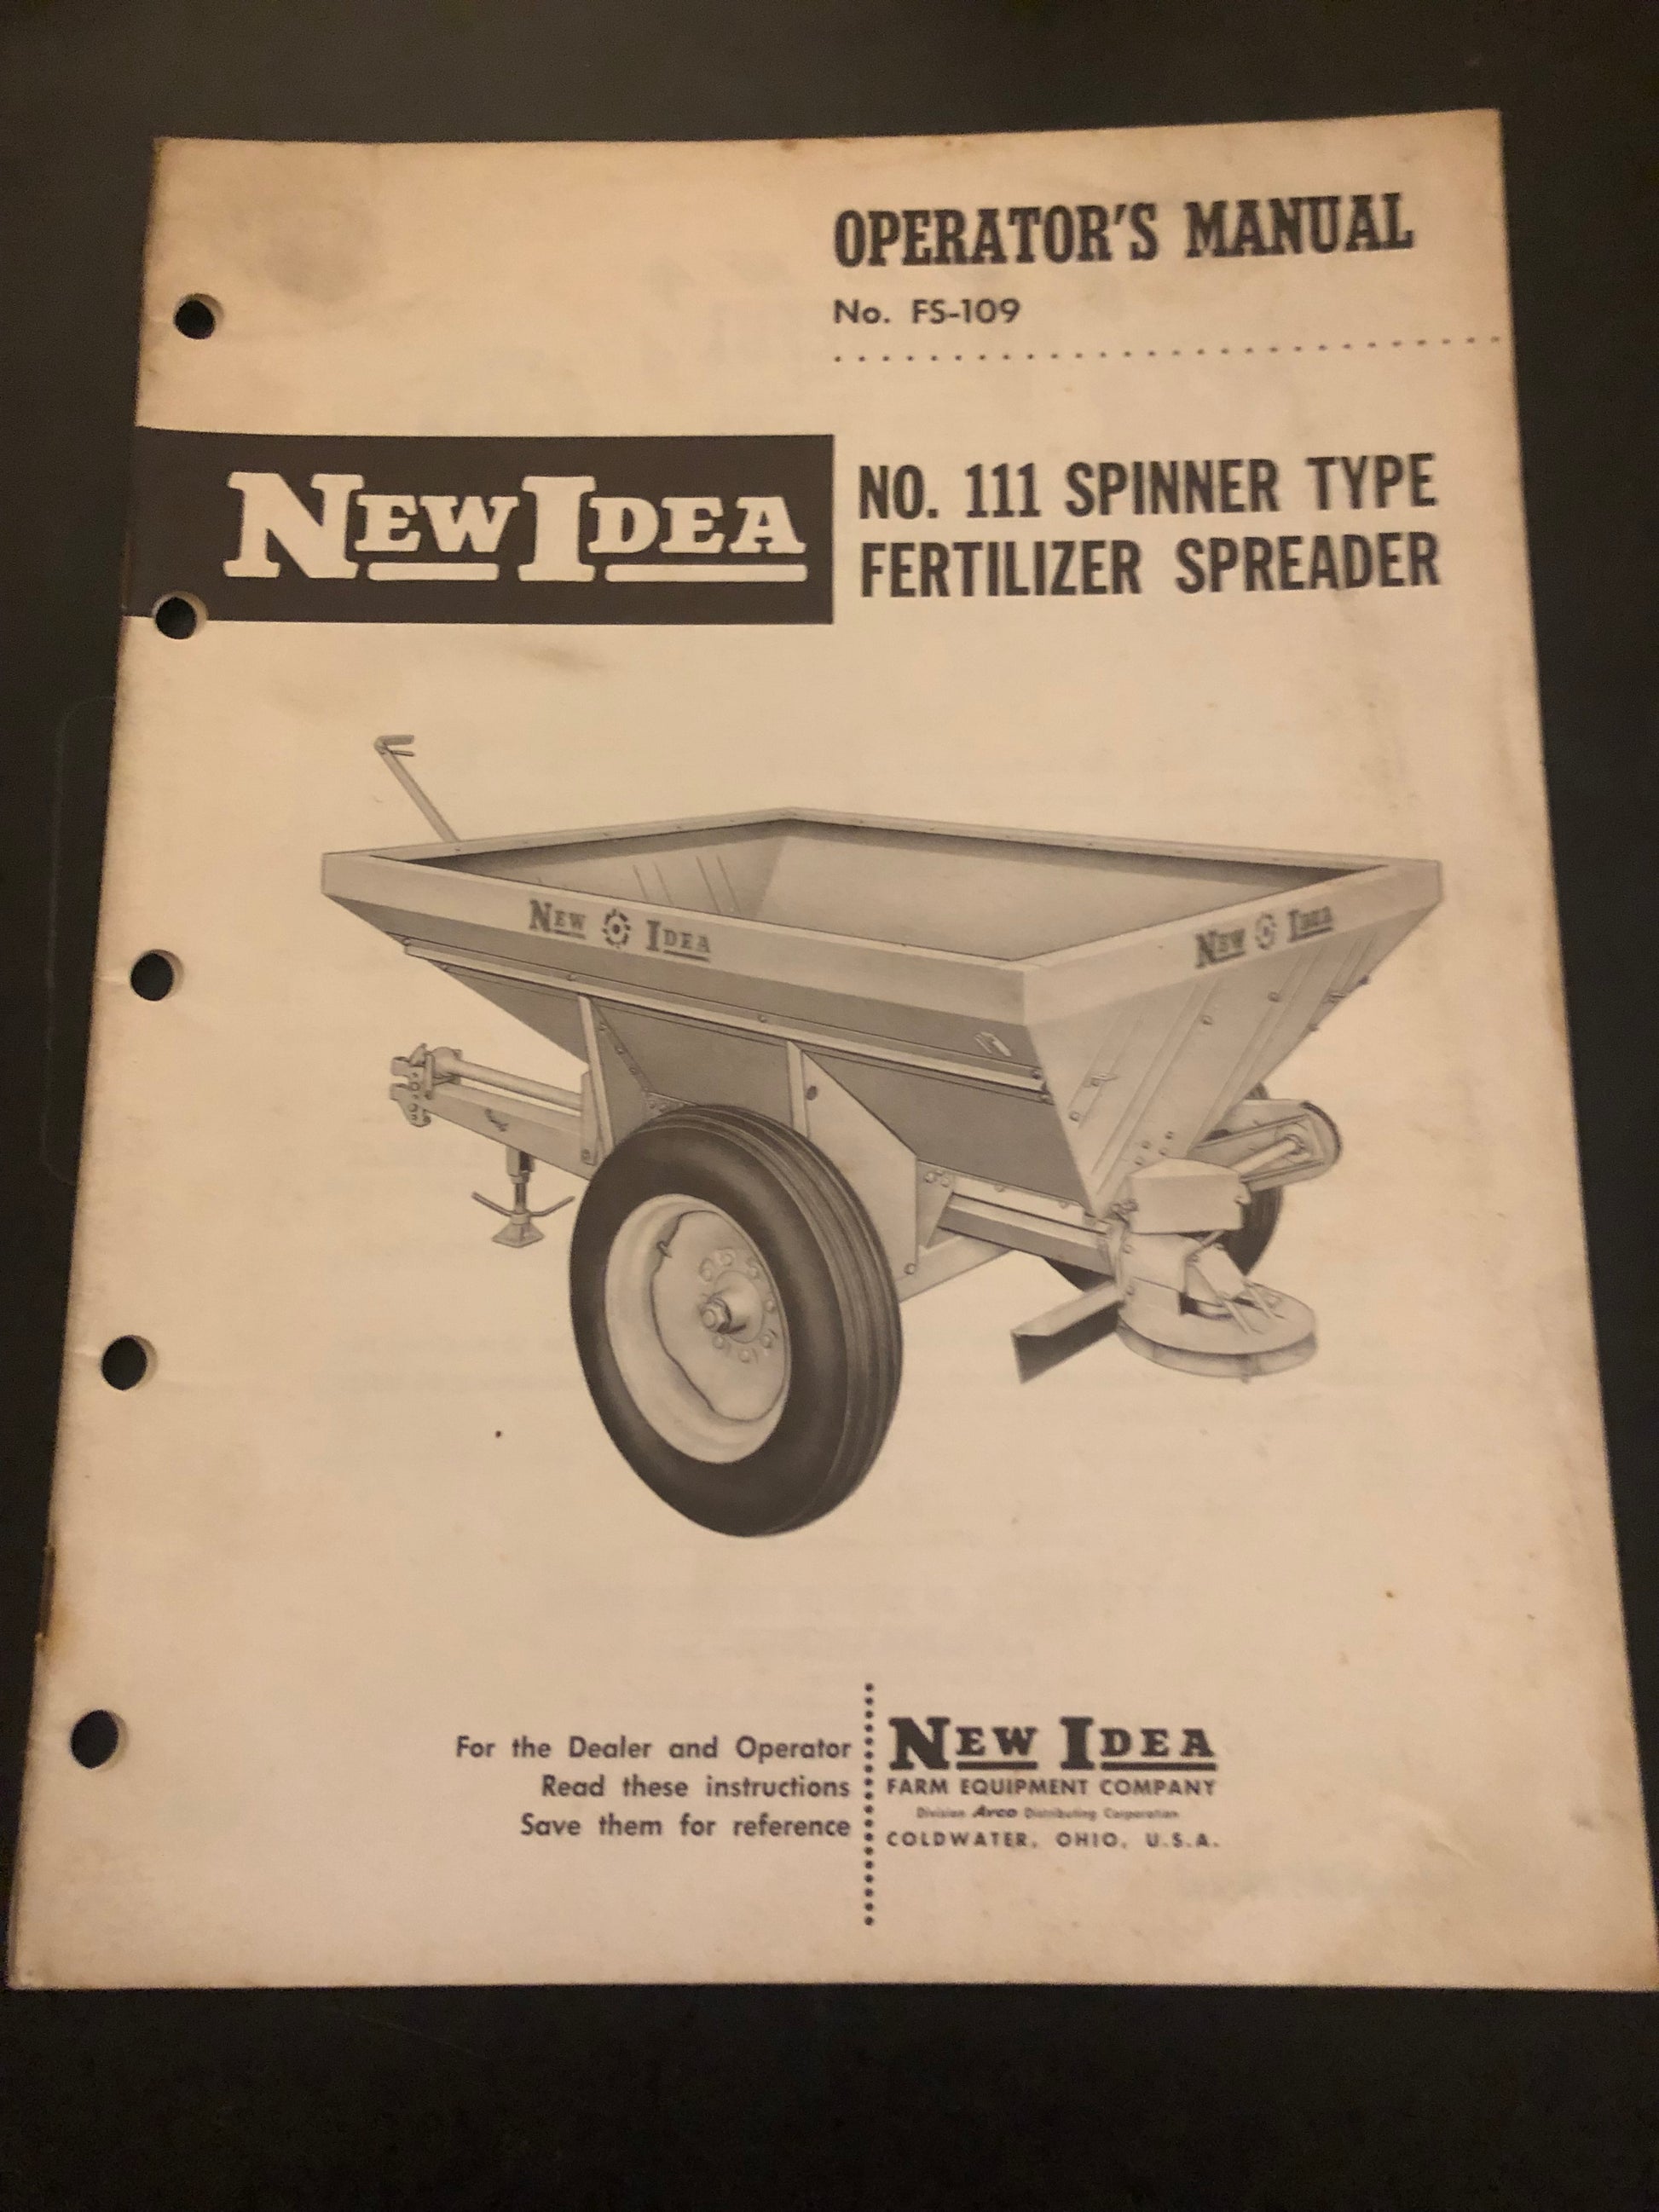 OPERATOR'S MANUAL
No. FS-109
NEW IDEA
NO. 111 SPINNER TYPE
FERTILIZER SPREADER
NEW IDEA
NEW IDEA
For the Dealer and Operator
Read these instructions
Save them for reference
NEW IDEA
FARM EQUIPMENT COMPANY
Division Avco Distributing Corporation
COLDWATER, OHIO, U.S.A.